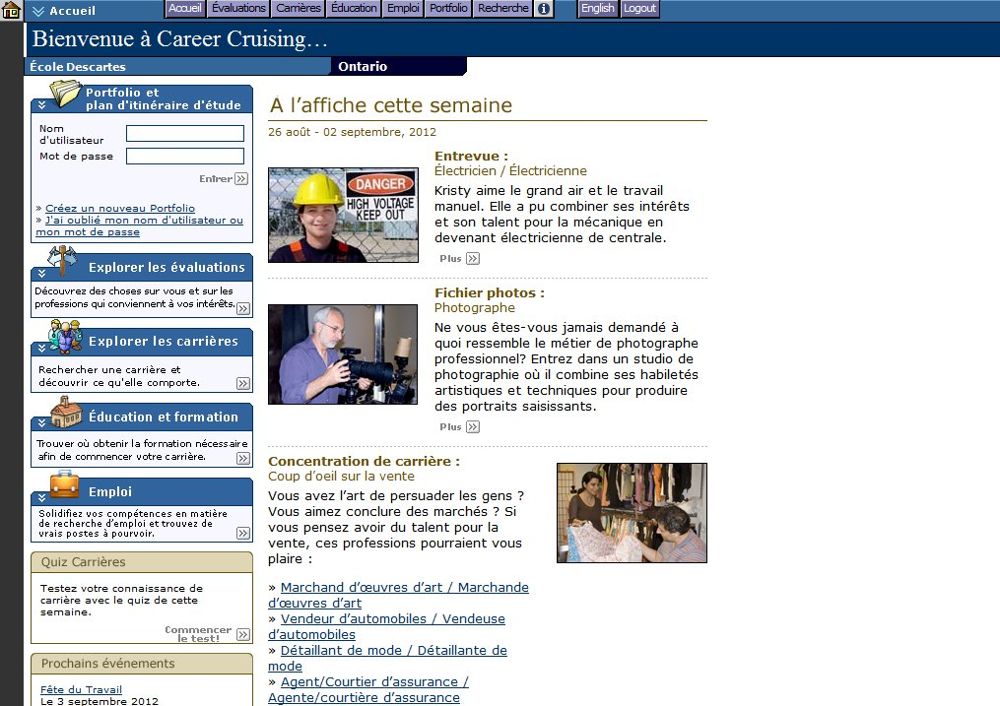 Accueil
Accueil Évaluations Carrières Éducation Emploi Portfolio Recherche English Logout
Bienvenue à Career Cruising…
École Descartes
Ontario
Portfolio et
plan d'itinéraire d'étude
Nom
d'utilisateur
Mot de passe
Entrer
» Créez un nouveau Portfolio
» J'ai oublié mon nom d'utilisateur ou
mon mot de passe
Explorer les évaluations
Découvrez des choses sur vous et sur les
professions qui conviennent à vos intérêts.
Explorer les carrières
Rechercher une carrière et
découvrir ce qu'elle comporte.
Éducation et formation
Trouver où obtenir la formation nécessaire
afin de commencer votre carrière.
Emploi
Solidifiez vos compétences en matière
de recherche d'emploi et trouvez de
vrais postes à pourvoir.
Quiz Carrières
Testez votre connaissance de
carrière avec le quiz de cette
semaine.
Commencer
le test!
Prochains événements
Fête du Travail
Le 3 septembre 2012
À l’affiche cette semaine
26 août - 02 septembre, 2012
DANGER
HIGH VOLTAGE
KEEP OUT
Entrevue :
Électricien / Électricienne
Kristy aime le grand air et le travail
manuel. Elle a pu combiner ses intérêts
et son talent pour la mécanique en
devenant électricienne de centrale.
Plus
Fichier photos :
Photographe
Ne vous êtes-vous jamais demandé à
quoi ressemble le métier de photographe
professionnel? Entrez dans un studio de
photographie où il combine ses habiletés
artistiques et techniques pour produire
des portraits saisissants.
Plus
Concentration de carrière :
Coup d’oeil sur la vente
Vous avez l’art de persuader les gens ?
Vous aimez conclure des marchés ? Si
vous pensez avoir du talent pour la
vente, ces professions pourraient vous
plaire :
» Marchand d’œuvres d’art / Marchande
d’œuvres d’art
» Vendeur d’automobiles / Vendeuse
d’automobiles
» Détaillant de mode / Détaillante de
mode
» Agent/Courtier d’assurance /
Agente/courtière d’assurance